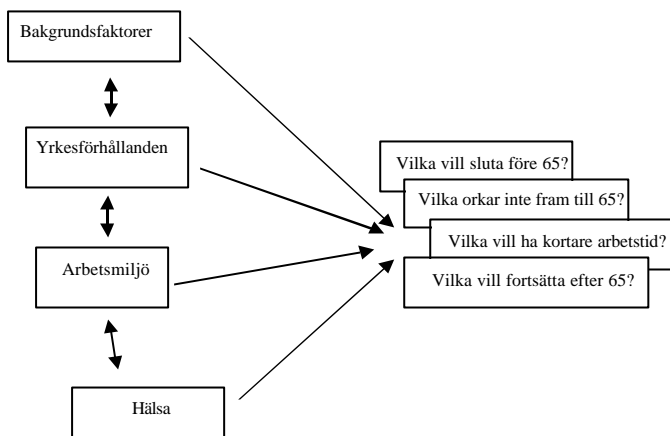 Bakgrundsfaktorer
Yrkesförhållanden
Vilka vill sluta före 65?
Vilka orkar inte fram till 65?
Vilka vill ha kortare arbetstid?
Arbetsmiljö
Vilka vill fortsätta efter 65?
Hälsa